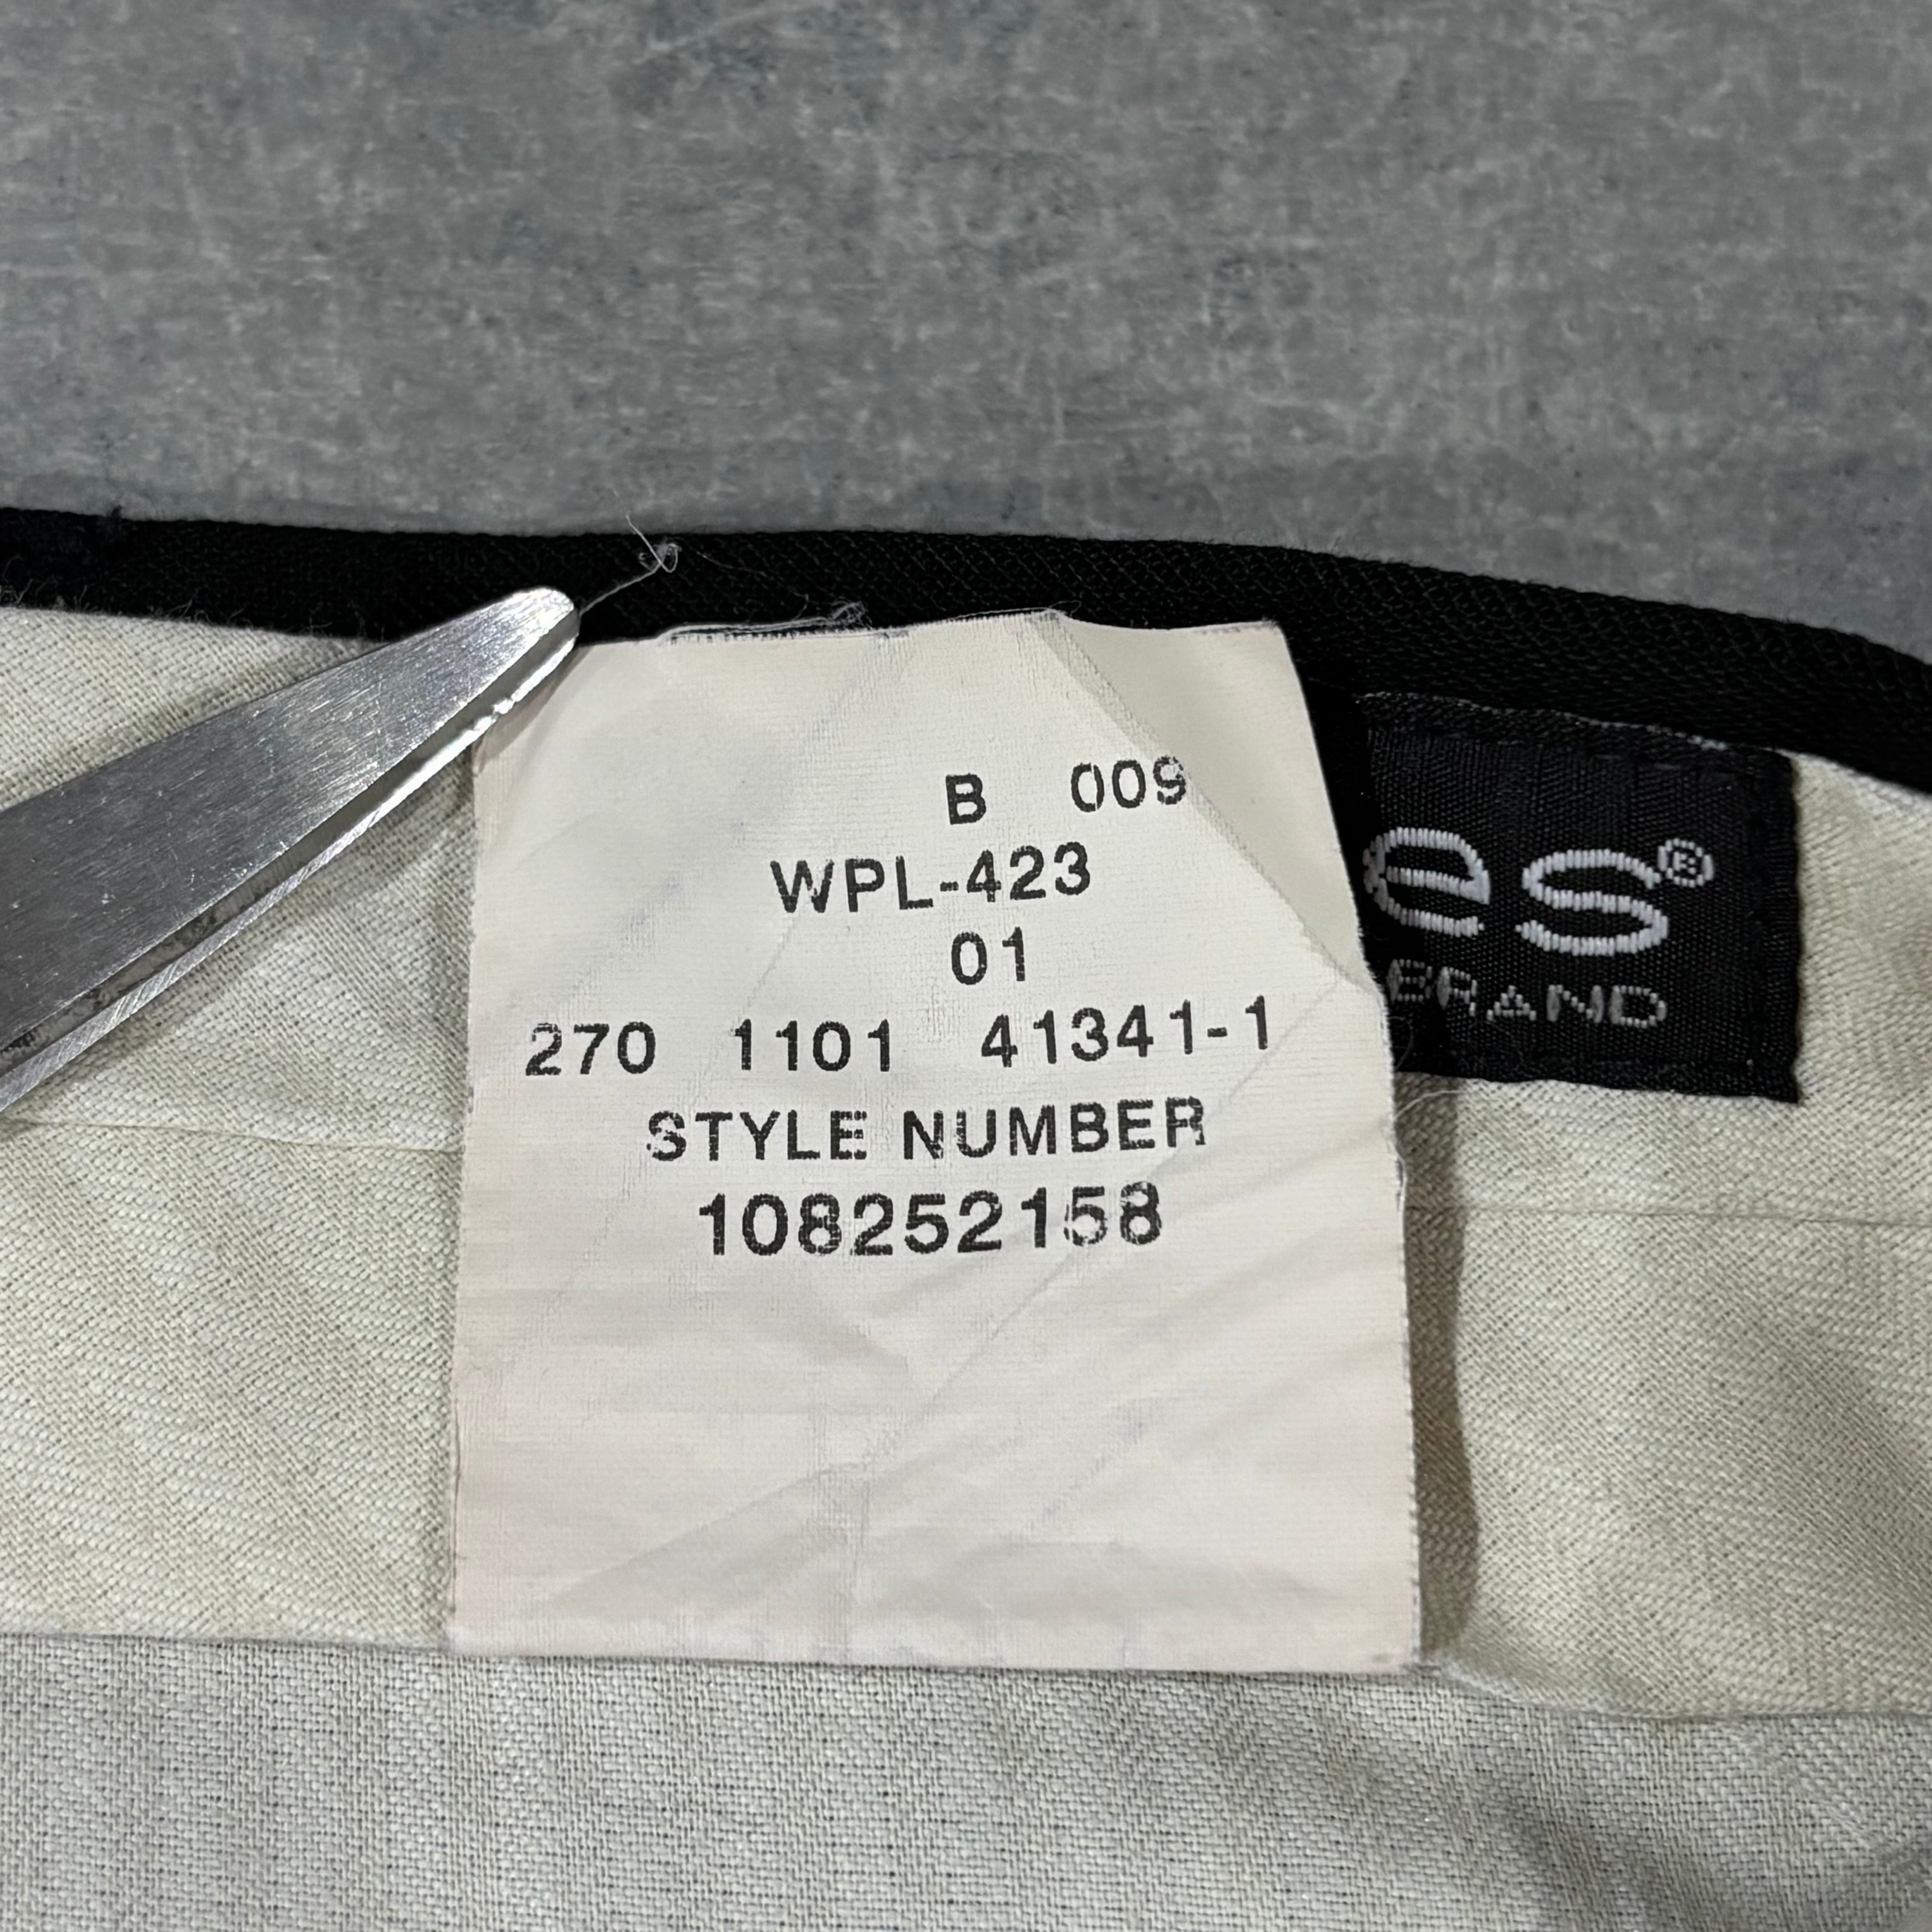 B 009
WPL-423
01
270 1101 41341-1
STYLE NUMBER
108252158
es®
BRAND